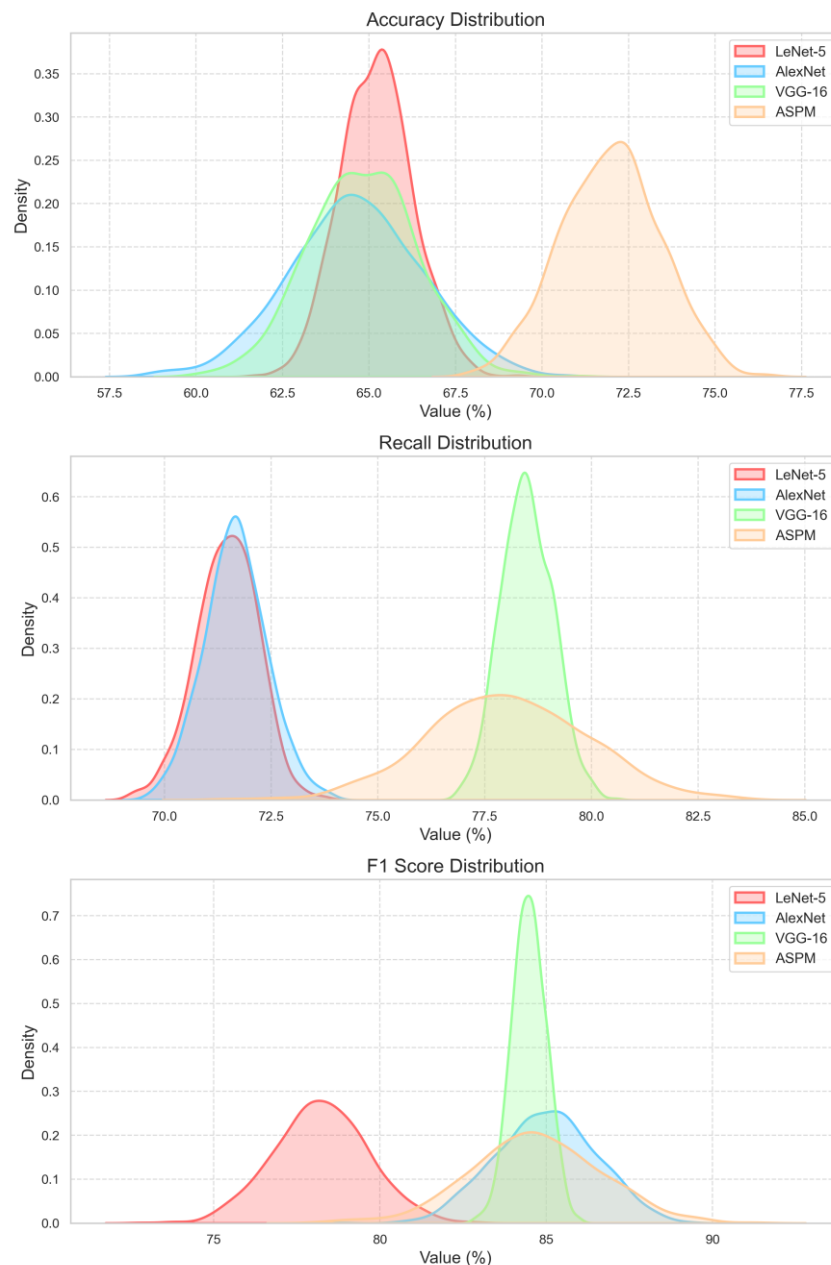 Accuracy Distribution
LeNet-5
AlexNet
VGG-16
ASPM
0.35
0.30
0.25
0.20
0.15
0.10
0.05
0.00
Density
57.5 60.0 62.5 65.0 67.5 70.0 72.5 75.0 77.5
Value (%)
Recall Distribution
LeNet-5
AlexNet
VGG-16
ASPM
0.6
0.5
0.4
0.3
0.2
0.1
0.0
Density
70.0 72.5 75.0 77.5 80.0 82.5 85.0
Value (%)
F1 Score Distribution
LeNet-5
AlexNet
VGG-16
ASPM
0.7
0.6
0.5
0.4
0.3
0.2
0.1
0.0
Density
75 80 85 90
Value (%)